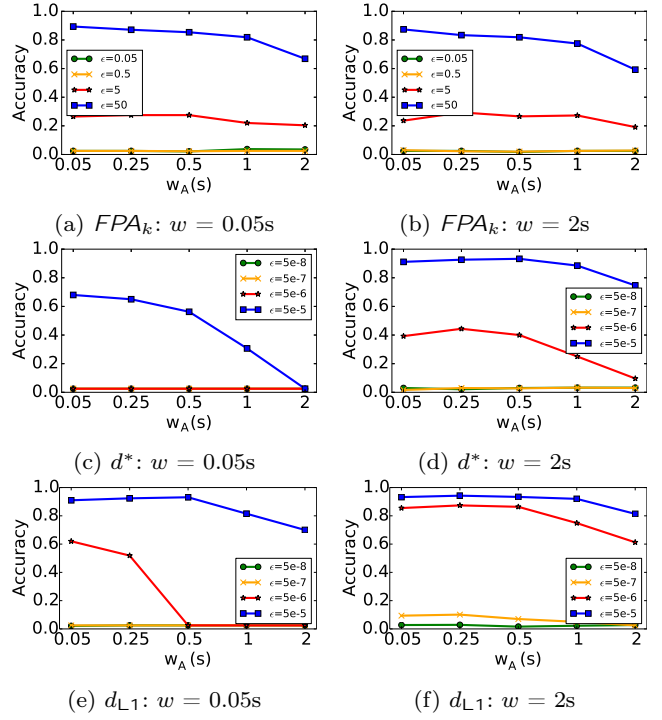 1.0
0.8
0.6
0.4
0.2
0.0
Accuracy
ϵ=0.05
ϵ=0.5
ϵ=5
ϵ=50
0.05 0.25 0.5 1 2
w_A(s)
(a) FPA_k: w = 0.05s
1.0
0.8
0.6
0.4
0.2
0.0
Accuracy
ϵ=0.05
ϵ=0.5
ϵ=5
ϵ=50
0.05 0.25 0.5 1 2
w_A(s)
(b) FPA_k: w = 2s
1.0
0.8
0.6
0.4
0.2
0.0
Accuracy
ϵ=5e-8
ϵ=5e-7
ϵ=5e-6
ϵ=5e-5
0.05 0.25 0.5 1 2
w_A(s)
(c) d*: w = 0.05s
1.0
0.8
0.6
0.4
0.2
0.0
Accuracy
ϵ=5e-8
ϵ=5e-7
ϵ=5e-6
ϵ=5e-5
0.05 0.25 0.5 1 2
w_A(s)
(d) d*: w = 2s
1.0
0.8
0.6
0.4
0.2
0.0
Accuracy
ϵ=5e-8
ϵ=5e-7
ϵ=5e-6
ϵ=5e-5
0.05 0.25 0.5 1 2
w_A(s)
(e) d_L1: w = 0.05s
1.0
0.8
0.6
0.4
0.2
0.0
Accuracy
ϵ=5e-8
ϵ=5e-7
ϵ=5e-6
ϵ=5e-5
0.05 0.25 0.5 1 2
w_A(s)
(f) d_L1: w = 2s